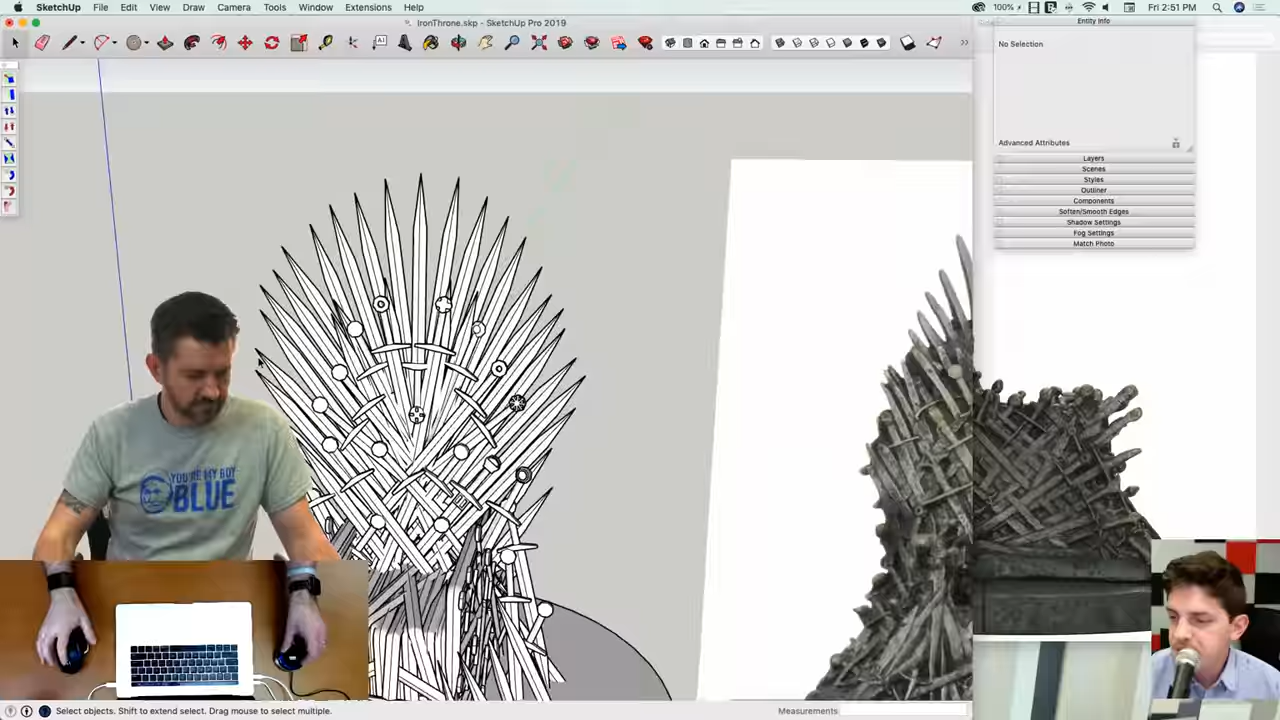 SketchUp File Edit View Draw Camera Tools Window Extensions Help
100% Fri 2:51 PM
IronThrone.skp - SketchUp Pro 2019
Entity Info
No Selection
Advanced Attributes
Layers
Scenes
Styles
Outliner
Components
Soften/Smooth Edges
Shadow Settings
Fog Settings
Match Photo
YOU'RE MY BOY
BLUE
Select objects. Shift to extend select. Drag mouse to select multiple.
Measurements